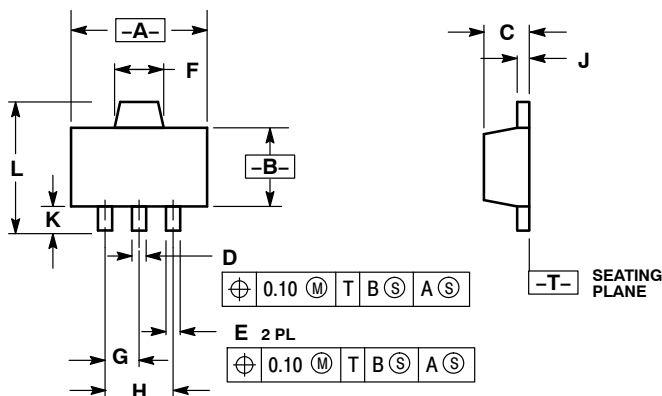 –A–
F
C
J
L
–B–
K
D
⌖ 0.10 Ⓜ T B Ⓢ A Ⓢ
–T– SEATING PLANE
E 2 PL
G
⌖ 0.10 Ⓜ T B Ⓢ A Ⓢ
H